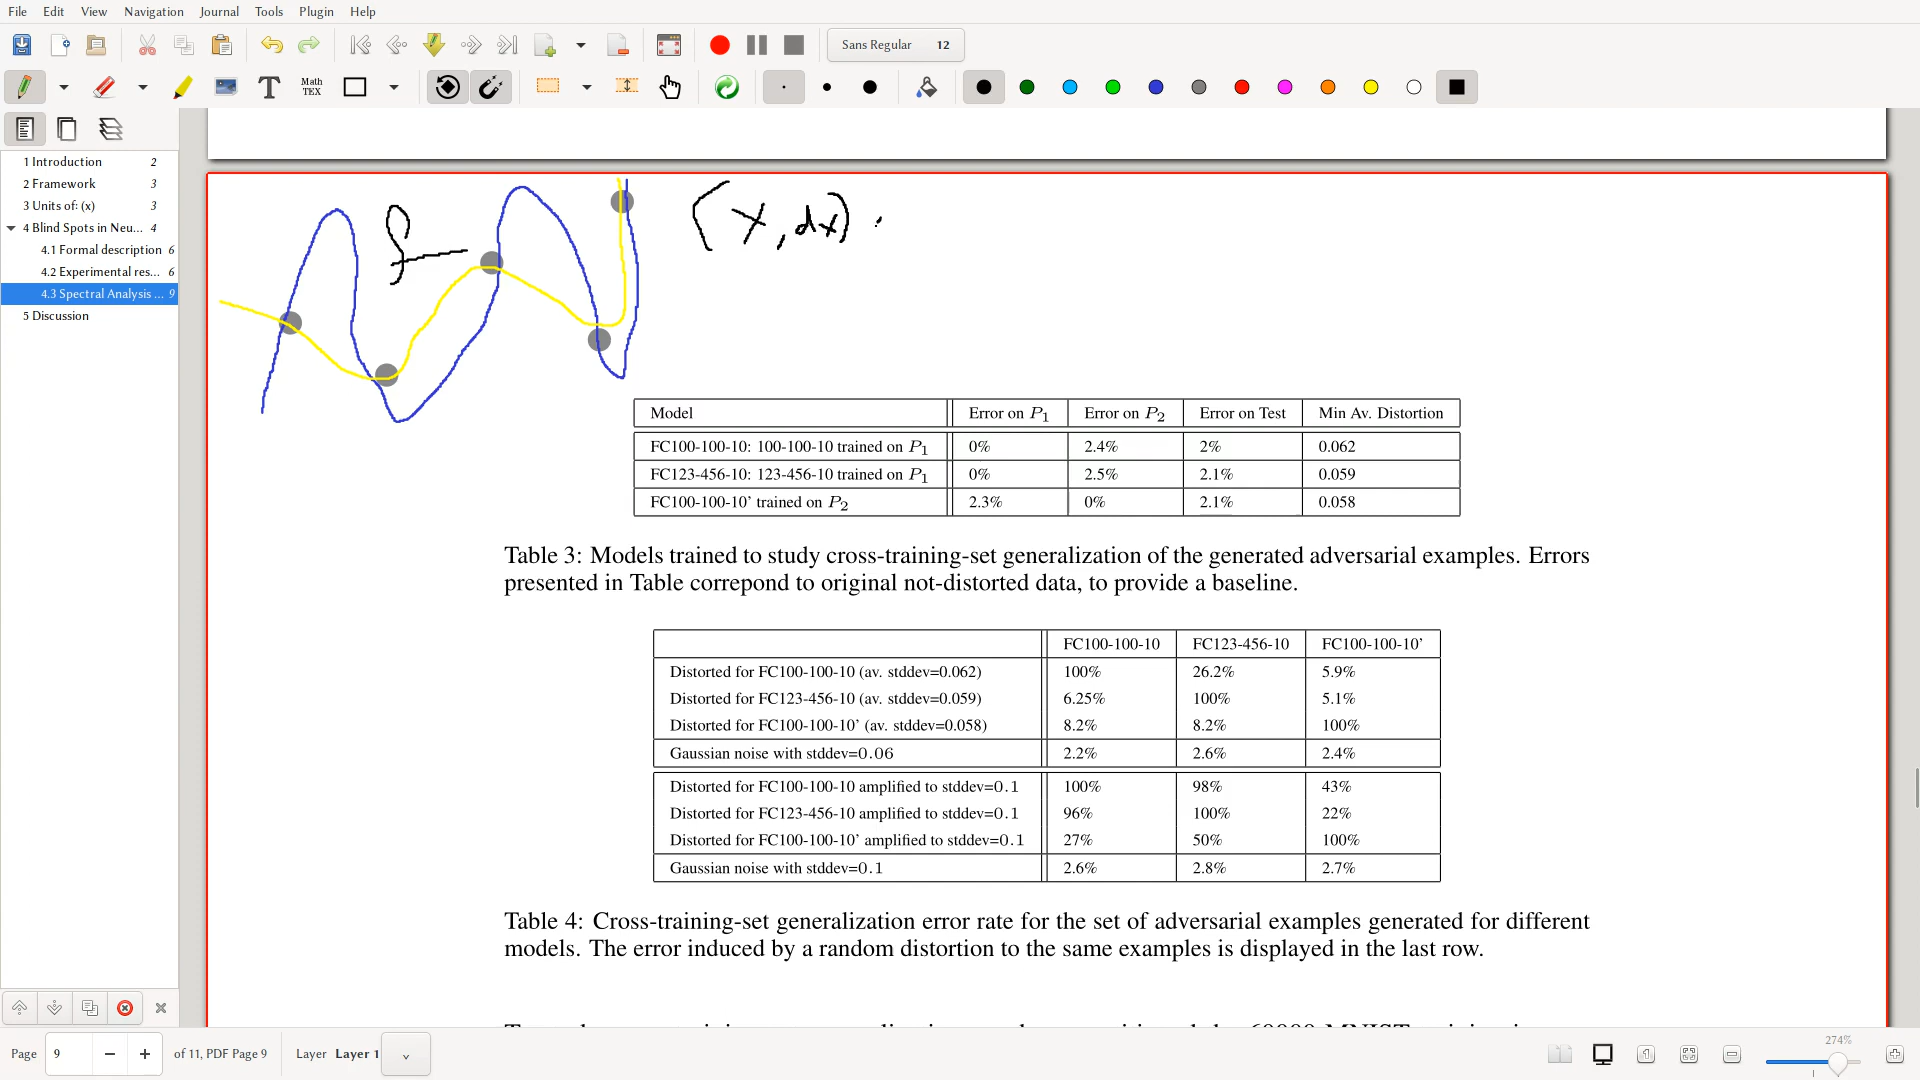 File Edit View Navigation Journal Tools Plugin Help
Sans Regular 12
T Math TEX
1 Introduction 2
2 Framework 3
3 Units of: (x) 3
4 Blind Spots in Neu... 4
4.1 Formal description 6
4.2 Experimental res... 6
4.3 Spectral Analysis ... 9
5 Discussion
(x, dx) :
Model Error on P1 Error on P2 Error on Test Min Av. Distortion
FC100-100-10: 100-100-10 trained on P1 0% 2.4% 2% 0.062
FC123-456-10: 123-456-10 trained on P1 0% 2.5% 2.1% 0.059
FC100-100-10’ trained on P2 2.3% 0% 2.1% 0.058
Table 3: Models trained to study cross-training-set generalization of the generated adversarial examples. Errors
presented in Table correpond to original not-distorted data, to provide a baseline.
FC100-100-10 FC123-456-10 FC100-100-10’
Distorted for FC100-100-10 (av. stddev=0.062) 100% 26.2% 5.9%
Distorted for FC123-456-10 (av. stddev=0.059) 6.25% 100% 5.1%
Distorted for FC100-100-10’ (av. stddev=0.058) 8.2% 8.2% 100%
Gaussian noise with stddev=0.06 2.2% 2.6% 2.4%
Distorted for FC100-100-10 amplified to stddev=0.1 100% 98% 43%
Distorted for FC123-456-10 amplified to stddev=0.1 96% 100% 22%
Distorted for FC100-100-10’ amplified to stddev=0.1 27% 50% 100%
Gaussian noise with stddev=0.1 2.6% 2.8% 2.7%
Table 4: Cross-training-set generalization error rate for the set of adversarial examples generated for different
models. The error induced by a random distortion to the same examples is displayed in the last row.
Page 9 of 11, PDF Page 9 Layer Layer 1
274%